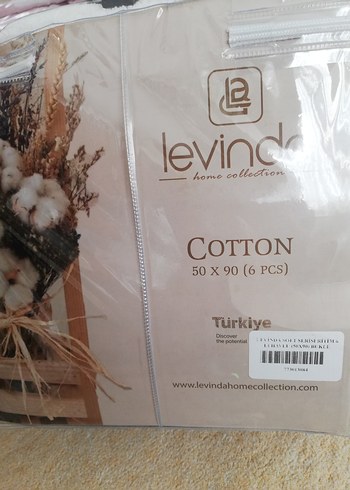 levinda
home collection
COTTON
50 X 90 (6 PCS)
Türkiye
Discover
the potential
www.levindahomecollection.com